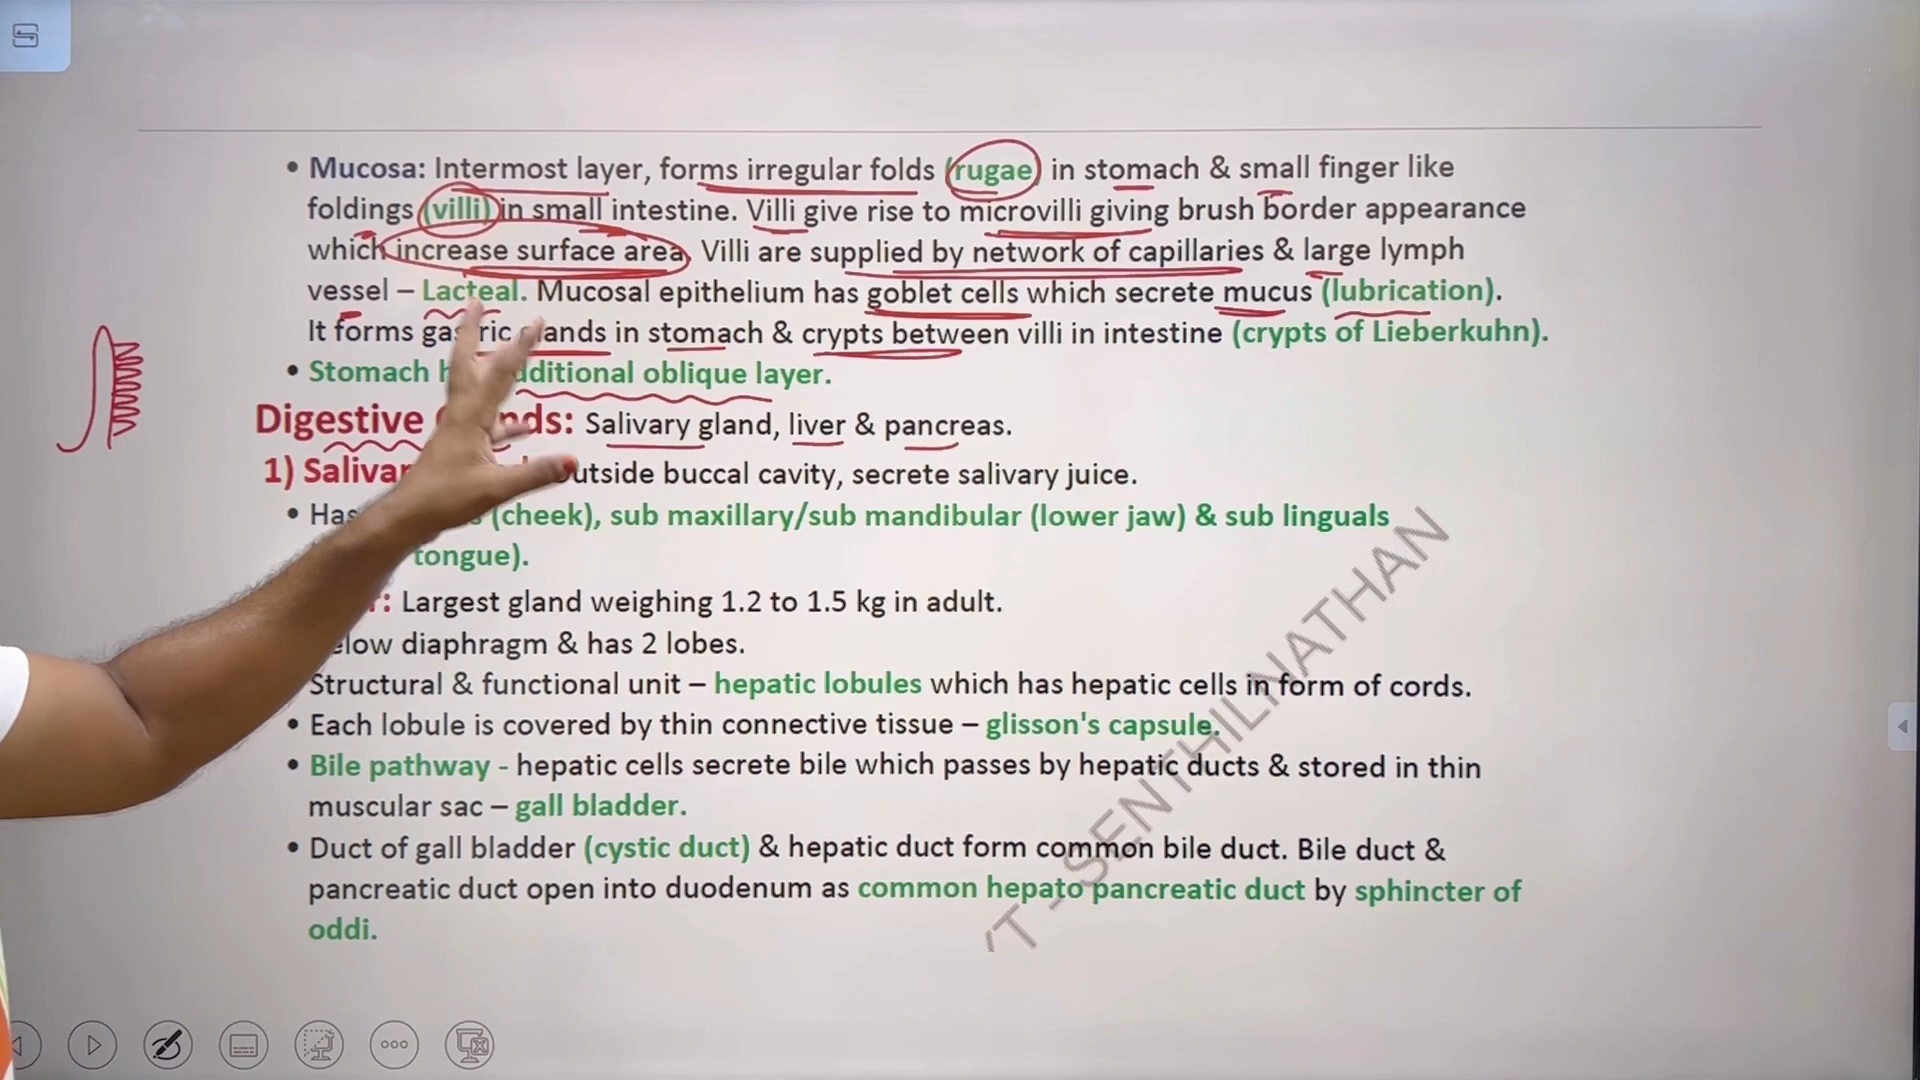 • Mucosa: Intermost layer, forms irregular folds (rugae) in stomach & small finger like
foldings (villi) in small intestine. Villi give rise to microvilli giving brush border appearance
which increase surface area. Villi are supplied by network of capillaries & large lymph
vessel – Lacteal. Mucosal epithelium has goblet cells which secrete mucus (lubrication).
It forms gastric glands in stomach & crypts between villi in intestine (crypts of Lieberkuhn).
• Stomach additional oblique layer.
Digestive Glands: Salivary gland, liver & pancreas.
1) Salivary outside buccal cavity, secrete salivary juice.
• Has (cheek), sub maxillary/sub mandibular (lower jaw) & sub linguals
tongue).
Largest gland weighing 1.2 to 1.5 kg in adult.
below diaphragm & has 2 lobes.
Structural & functional unit – hepatic lobules which has hepatic cells in form of cords.
• Each lobule is covered by thin connective tissue – glisson's capsule.
• Bile pathway - hepatic cells secrete bile which passes by hepatic ducts & stored in thin
muscular sac – gall bladder.
• Duct of gall bladder (cystic duct) & hepatic duct form common bile duct. Bile duct &
pancreatic duct open into duodenum as common hepato pancreatic duct by sphincter of
oddi.
YT - SENTHILNATHAN